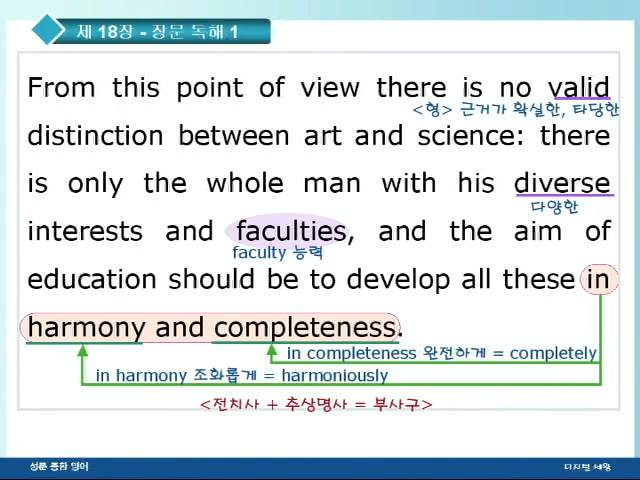 제 18장 - 장문 독해 1
From this point of view there is no valid
<형> 근거가 확실한, 타당한
distinction between art and science: there
is only the whole man with his diverse
다양한
interests and faculties, and the aim of
faculty 능력
education should be to develop all these in
harmony and completeness.
in completeness 완전하게 = completely
in harmony 조화롭게 = harmoniously
<전치사 + 추상명사 = 부사구>
성문 종합 영어
디지털 세왕